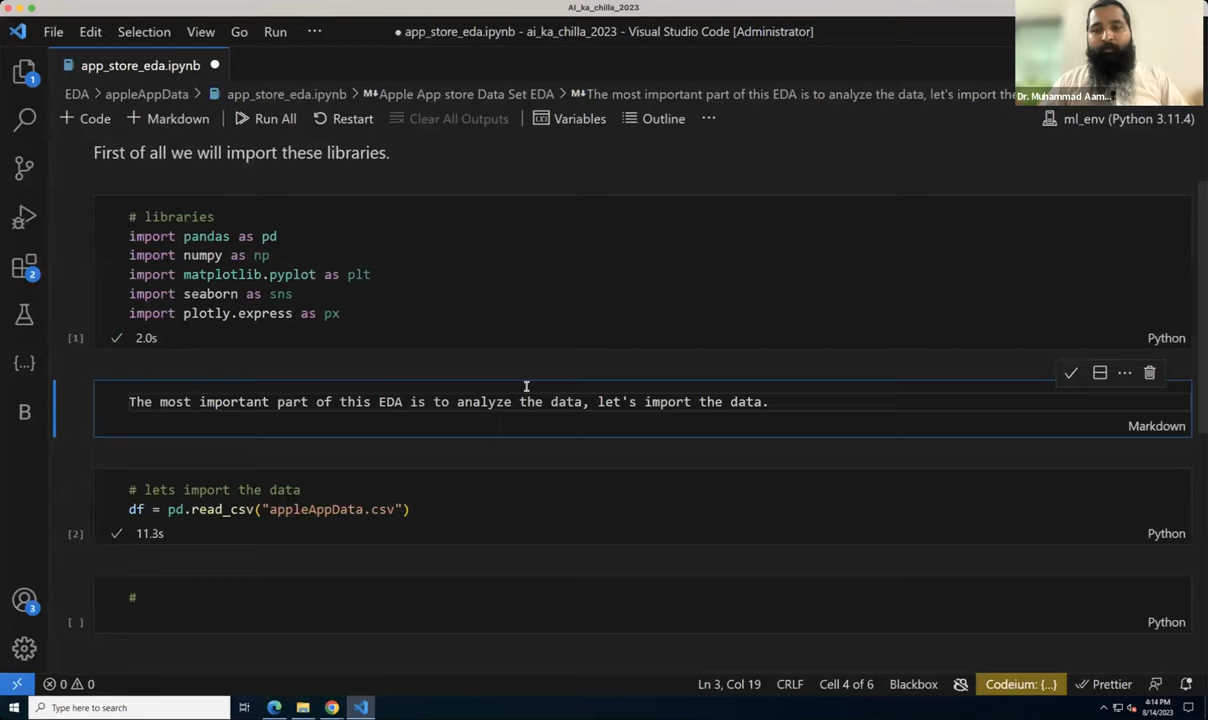 AI_ka_chilla_2023
File Edit Selection View Go Run ···
● app_store_eda.ipynb - ai_ka_chilla_2023 - Visual Studio Code [Administrator]
app_store_eda.ipynb
EDA > appleAppData > app_store_eda.ipynb > M↓Apple App store Data Set EDA > M↓The most important part of this EDA is to analyze the data, let's import the
Dr. Muhammad Aam...
+ Code + Markdown Run All Restart Clear All Outputs Variables Outline ···
ml_env (Python 3.11.4)
First of all we will import these libraries.
# libraries
import pandas as pd
import numpy as np
import matplotlib.pyplot as plt
import seaborn as sns
import plotly.express as px
[1] 2.0s Python
The most important part of this EDA is to analyze the data, let's import the data.
Markdown
# lets import the data
df = pd.read_csv("appleAppData.csv")
[2] 11.3s Python
#
[ ] Python
1
2
{...}
B
3
0 0 Ln 3, Col 19 CRLF Cell 4 of 6 Blackbox Codeium: {...} Prettier
Type here to search
4:14 PM
8/14/2023